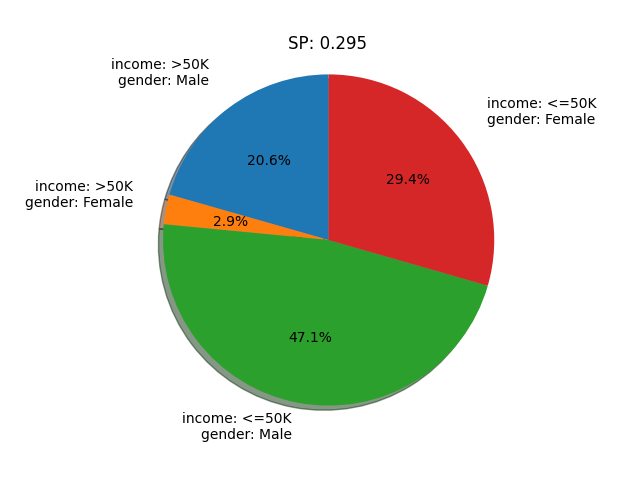 SP: 0.295
income: >50K
gender: Male
income: <=50K
gender: Female
20.6%
29.4%
income: >50K
gender: Female
2.9%
47.1%
income: <=50K
gender: Male